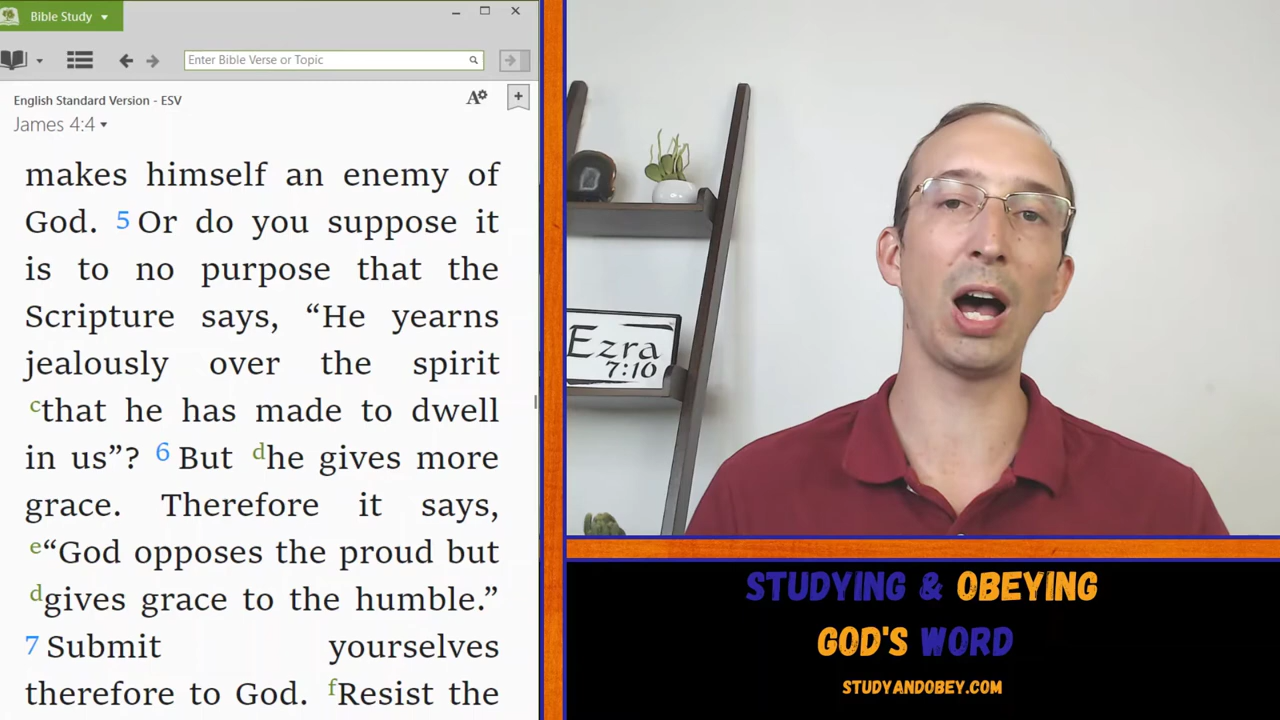 Bible Study
Enter Bible Verse or Topic
English Standard Version - ESV
James 4:4
makes himself an enemy of
God. 5 Or do you suppose it
is to no purpose that the
Scripture says, “He yearns
jealously over the spirit
cthat he has made to dwell
in us”? 6 But dhe gives more
grace. Therefore it says,
e“God opposes the proud but
dgives grace to the humble.”
7 Submit yourselves
therefore to God. fResist the
Ezra
7:10
STUDYING & OBEYING
GOD'S WORD
STUDYANDOBEY.COM